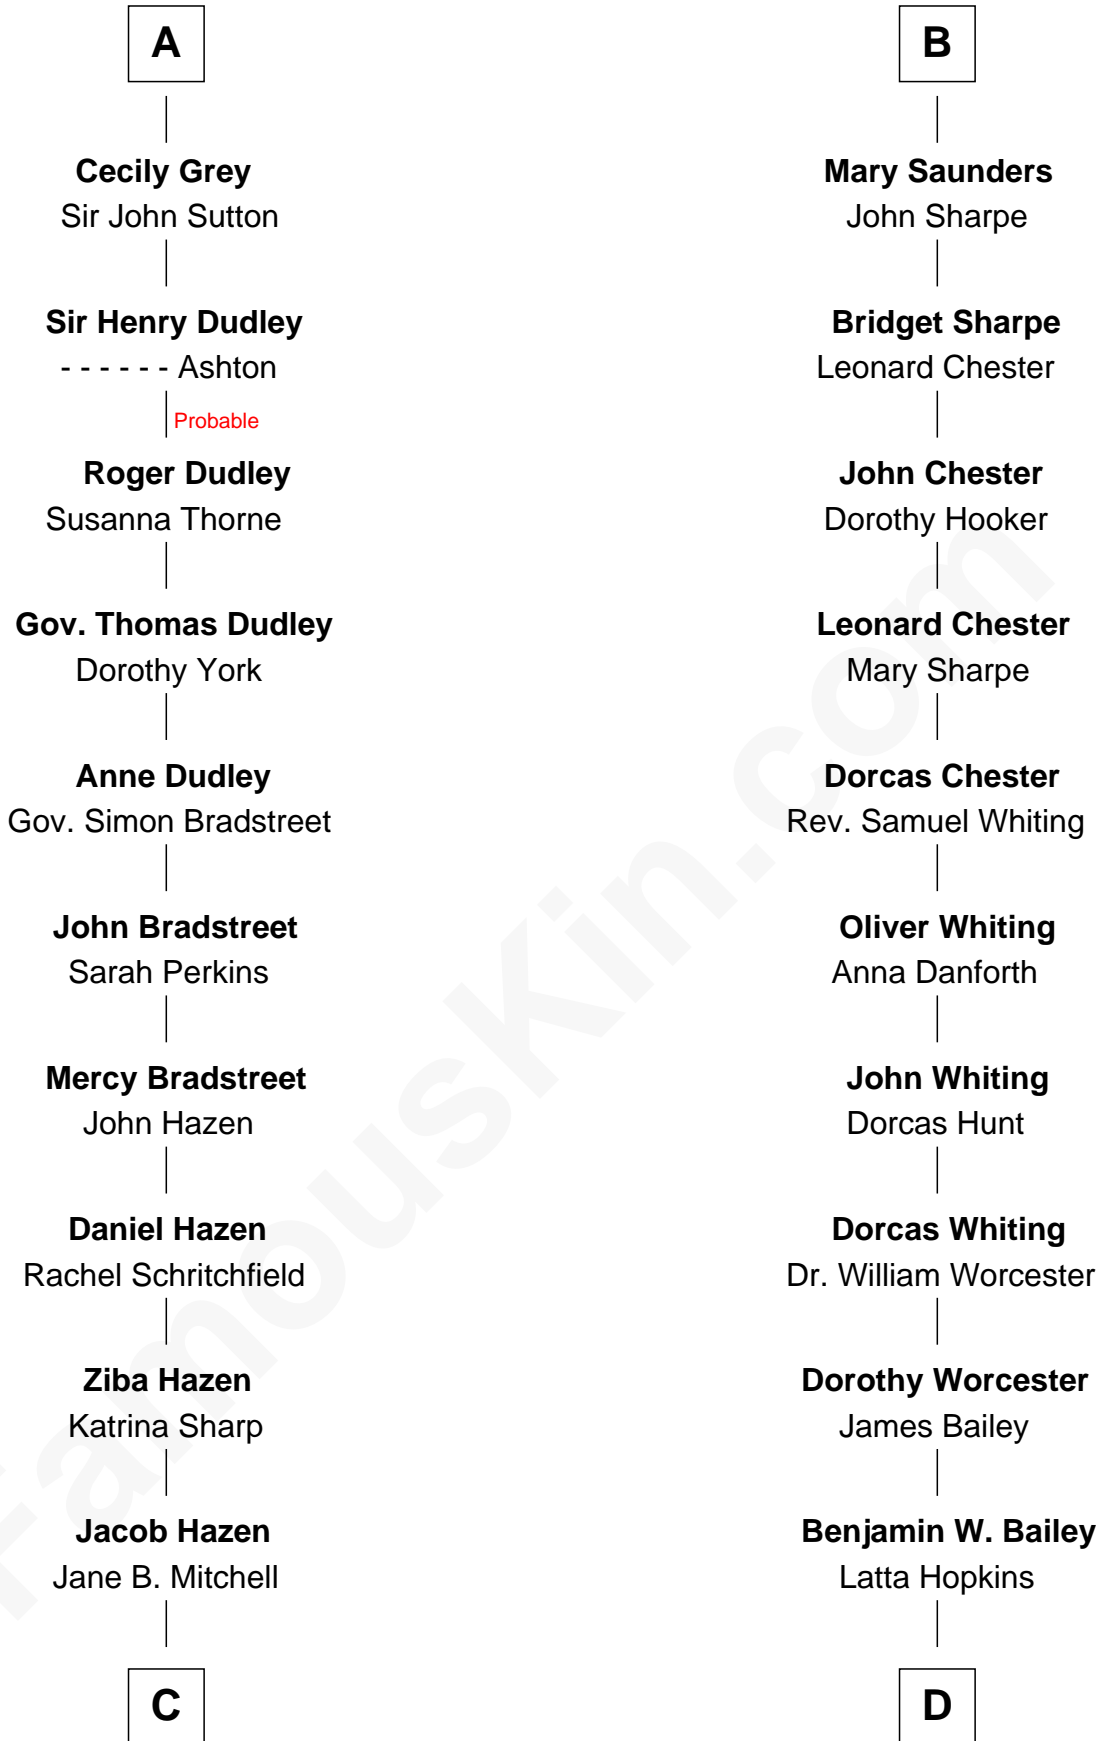 A
Cecily Grey
Sir John Sutton
Sir Henry Dudley
- - - - - - Ashton
Probable
Roger Dudley
Susanna Thorne
Gov. Thomas Dudley
Dorothy York
Anne Dudley
Gov. Simon Bradstreet
John Bradstreet
Sarah Perkins
Mercy Bradstreet
John Hazen
Daniel Hazen
Rachel Schritchfield
Ziba Hazen
Katrina Sharp
Jacob Hazen
Jane B. Mitchell
C
B
Mary Saunders
John Sharpe
Bridget Sharpe
Leonard Chester
John Chester
Dorothy Hooker
Leonard Chester
Mary Sharpe
Dorcas Chester
Rev. Samuel Whiting
Oliver Whiting
Anna Danforth
John Whiting
Dorcas Hunt
Dorcas Whiting
Dr. William Worcester
Dorothy Worcester
James Bailey
Benjamin W. Bailey
Latta Hopkins
D
FamousKin.com